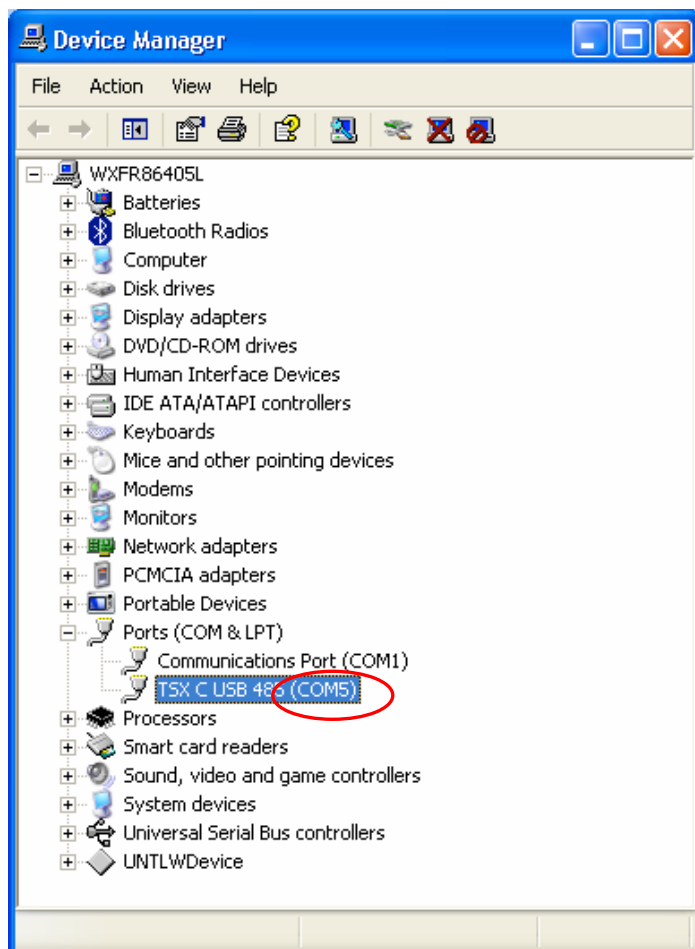 Device Manager
File Action View Help
WXFR86405L
Batteries
Bluetooth Radios
Computer
Disk drives
Display adapters
DVD/CD-ROM drives
Human Interface Devices
IDE ATA/ATAPI controllers
Keyboards
Mice and other pointing devices
Modems
Monitors
Network adapters
PCMCIA adapters
Portable Devices
Ports (COM & LPT)
Communications Port (COM1)
TSX C USB 485 (COM5)
Processors
Smart card readers
Sound, video and game controllers
System devices
Universal Serial Bus controllers
UNTLWDevice